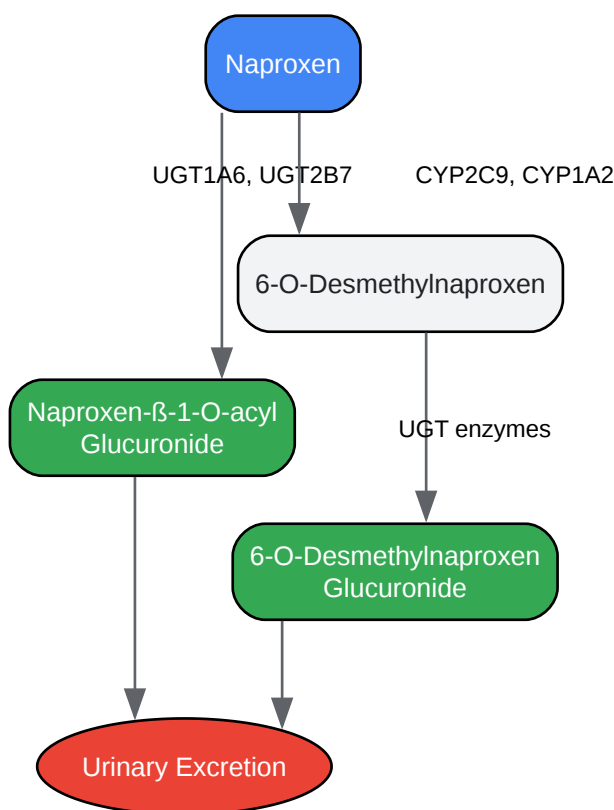 Naproxen
UGT1A6, UGT2B7
CYP2C9, CYP1A2
6-O-Desmethylnaproxen
Naproxen-ß-1-O-acyl
Glucuronide
UGT enzymes
6-O-Desmethylnaproxen
Glucuronide
Urinary Excretion